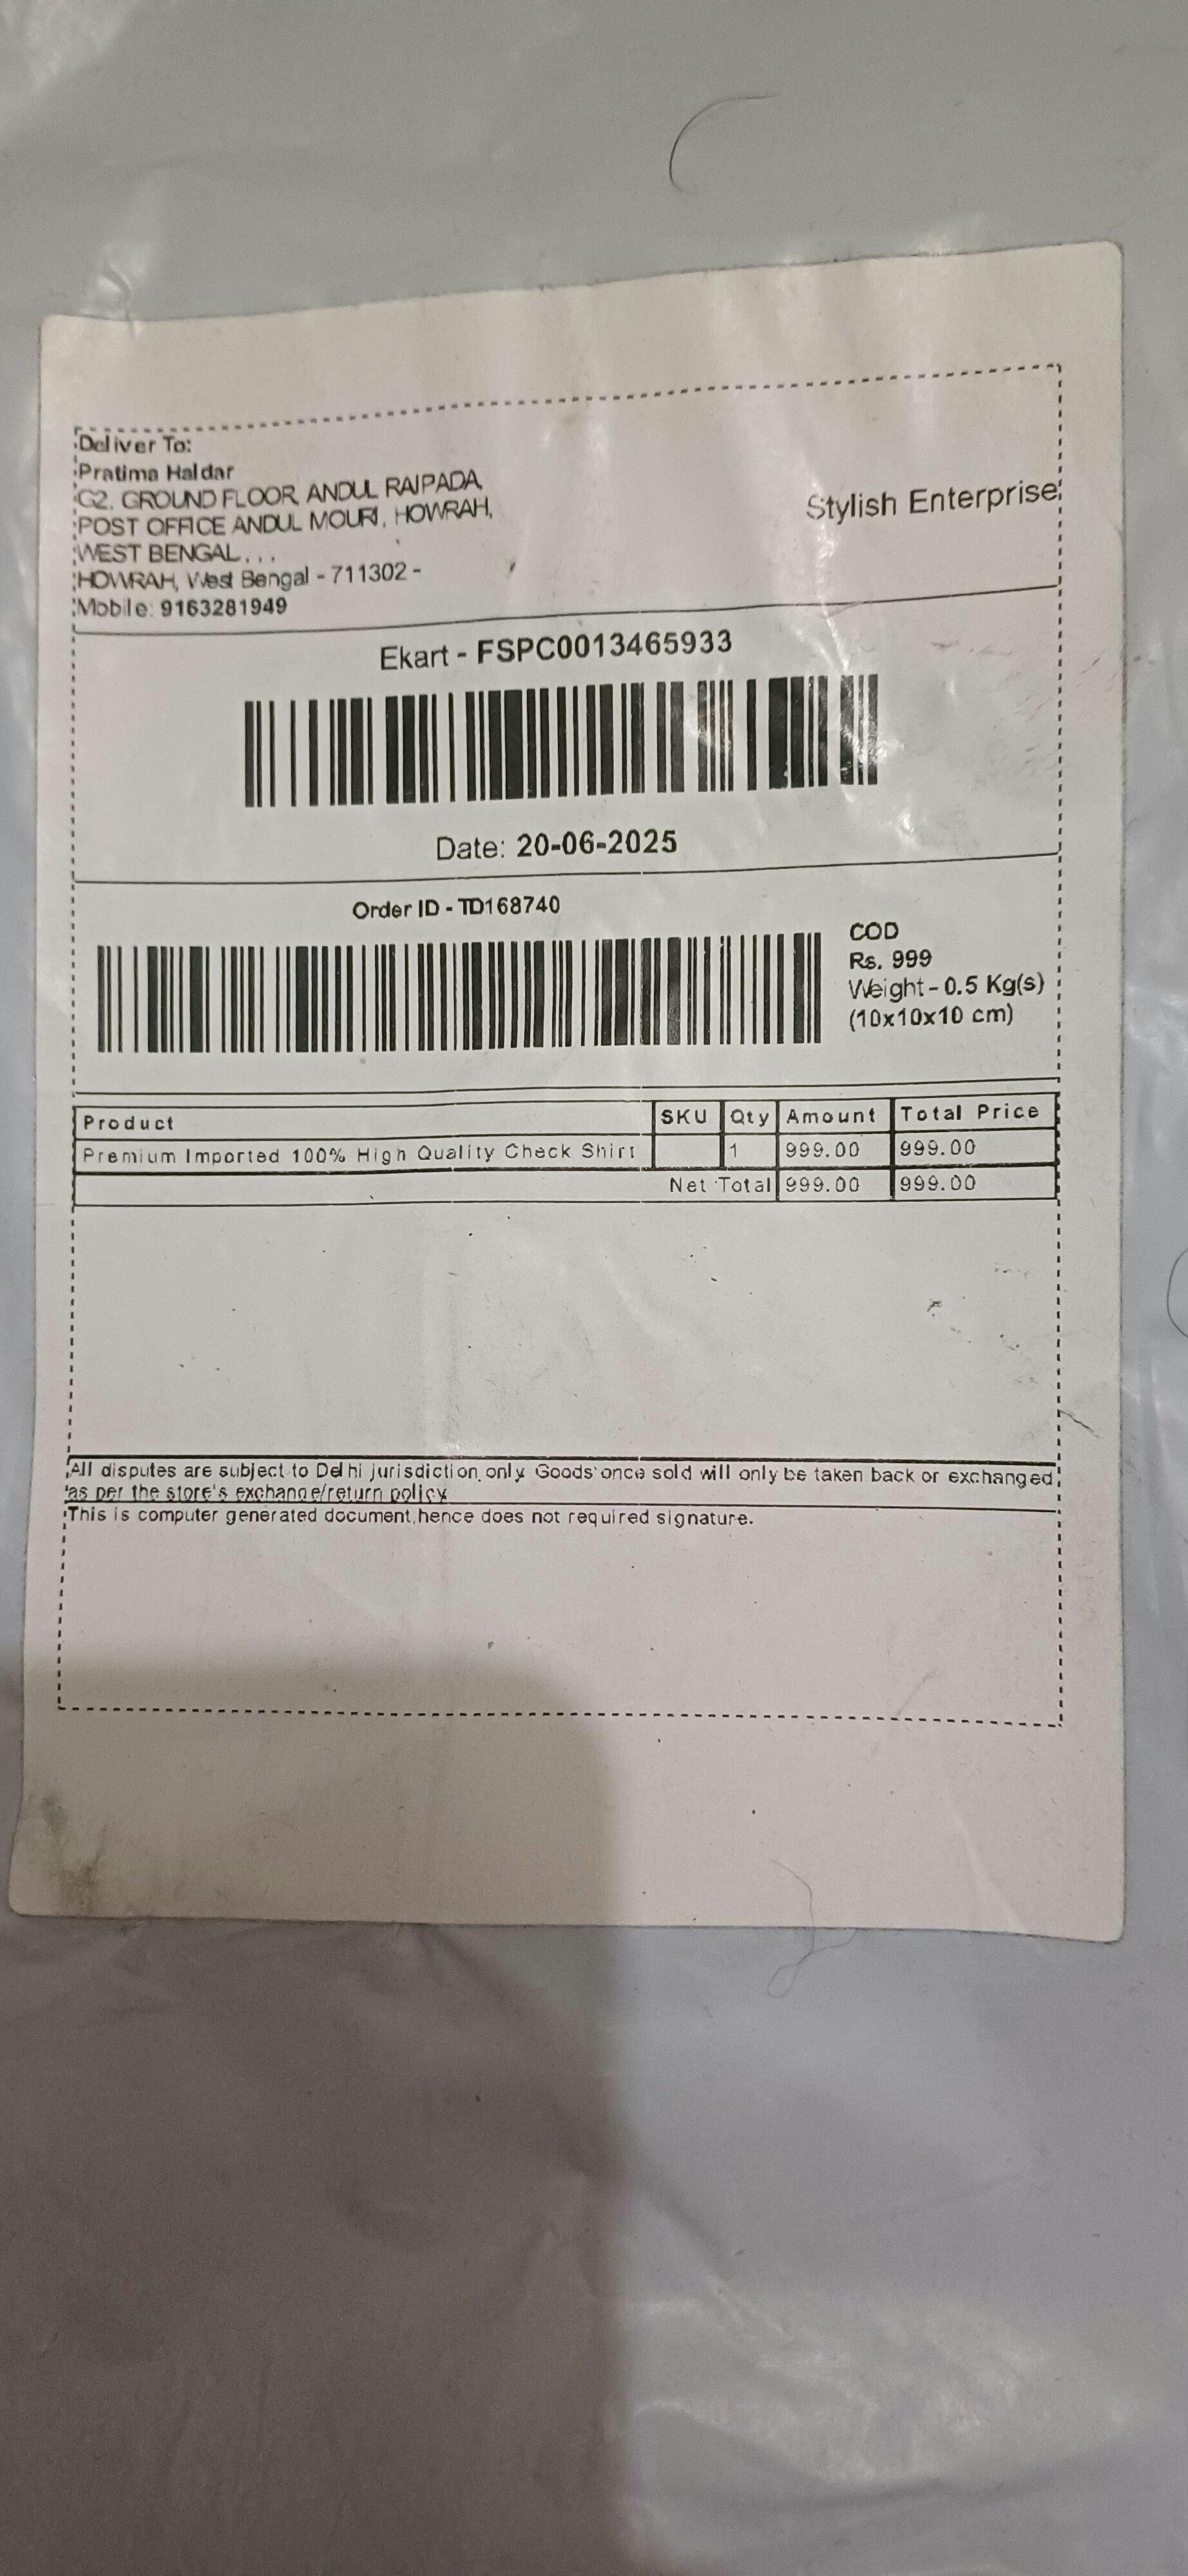 Deliver To:
Pratima Haldar
G2, GROUND FLOOR, ANDUL RAJPADA,
POST OFFICE ANDUL MOURI, HOWRAH,
WEST BENGAL , , ,
HOWRAH, West Bengal - 711302 -
Mobile: 9163281949
Stylish Enterprise
Ekart - FSPC0013465933
Date: 20-06-2025
Order ID - TD168740
COD
Rs. 999
Weight - 0.5 Kg(s)
(10x10x10 cm)
Product SKU Qty Amount Total Price
Premium Imported 100% High Quality Check Shirt 1 999.00 999.00
Net Total 999.00 999.00
All disputes are subject to Delhi jurisdiction only. Goods once sold will only be taken back or exchanged
as per the store's exchange/return policy
This is computer generated document, hence does not required signature.